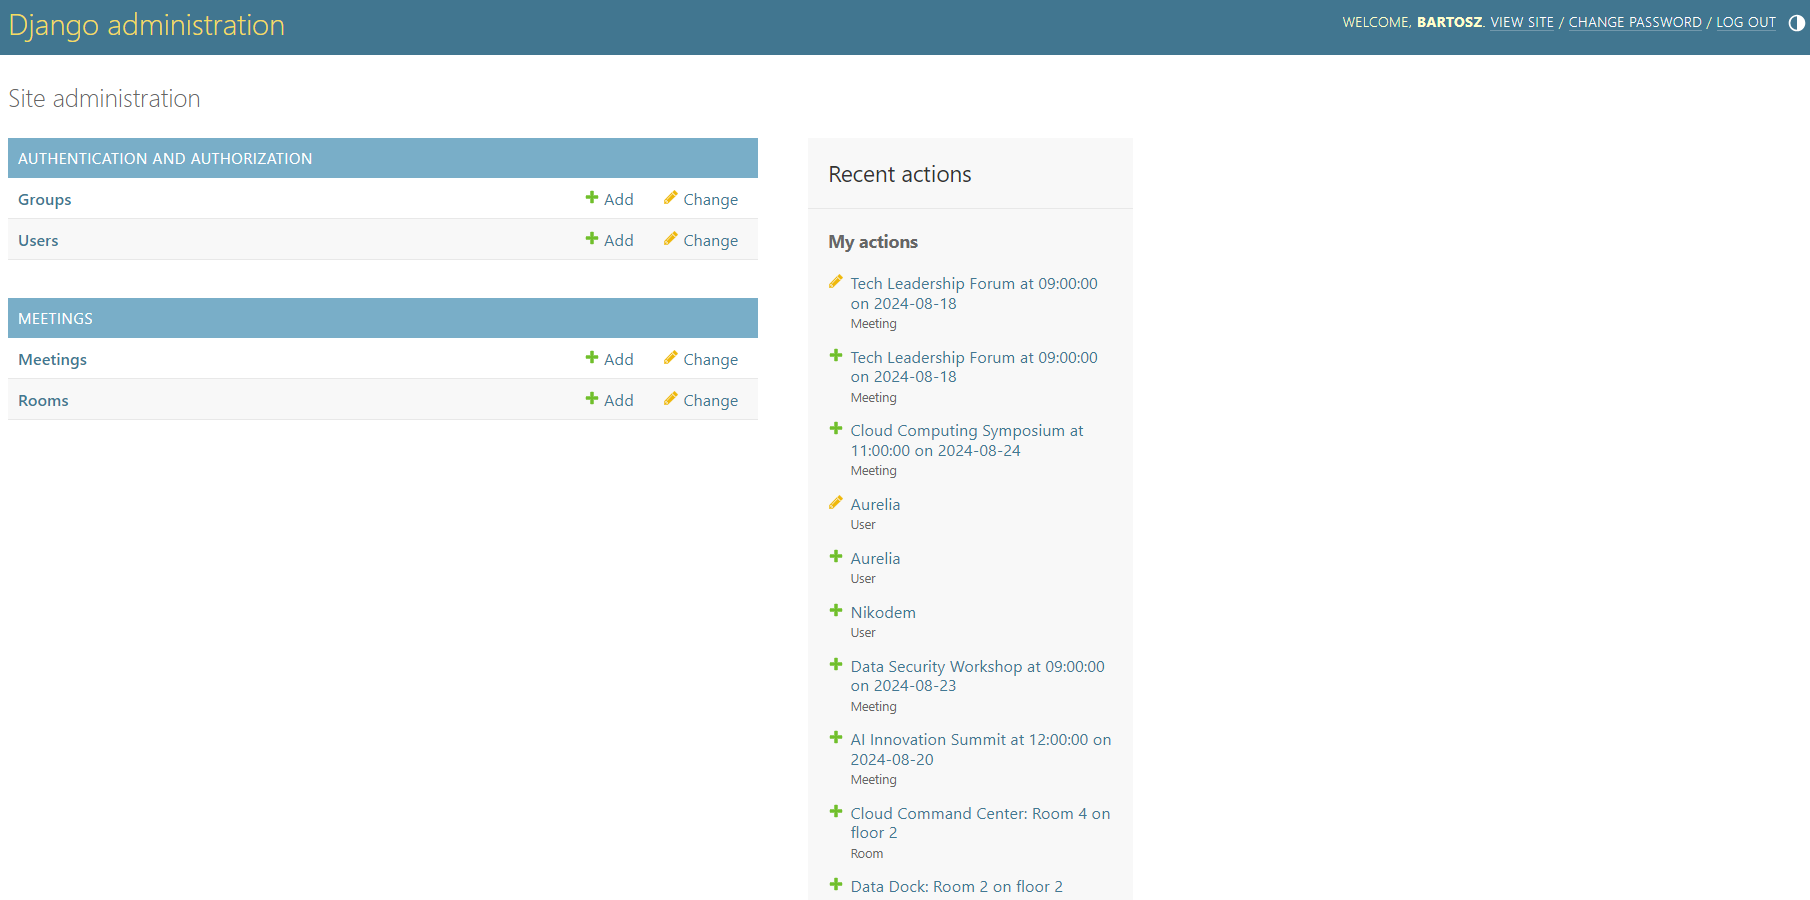 Django administration
WELCOME, BARTOSZ. VIEW SITE / CHANGE PASSWORD / LOG OUT
Site administration
AUTHENTICATION AND AUTHORIZATION
Groups Add Change
Users Add Change
MEETINGS
Meetings Add Change
Rooms Add Change
Recent actions
My actions
Tech Leadership Forum at 09:00:00
on 2024-08-18
Meeting
Tech Leadership Forum at 09:00:00
on 2024-08-18
Meeting
Cloud Computing Symposium at
11:00:00 on 2024-08-24
Meeting
Aurelia
User
Aurelia
User
Nikodem
User
Data Security Workshop at 09:00:00
on 2024-08-23
Meeting
AI Innovation Summit at 12:00:00 on
2024-08-20
Meeting
Cloud Command Center: Room 4 on
floor 2
Room
Data Dock: Room 2 on floor 2